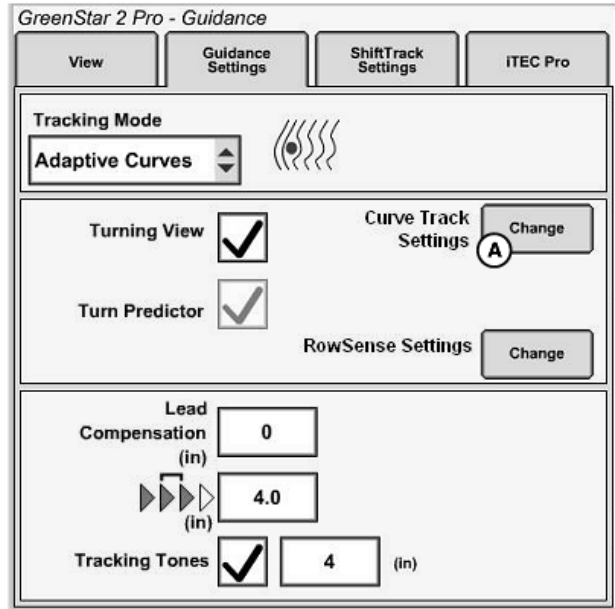 GreenStar 2 Pro - Guidance
View
Guidance
Settings
ShiftTrack
Settings
iTEC Pro
Tracking Mode
Adaptive Curves
Turning View
Curve Track
Settings
A
Change
Turn Predictor
RowSense Settings
Change
Lead
Compensation
(in)
0
(in)
4.0
Tracking Tones
4
(in)